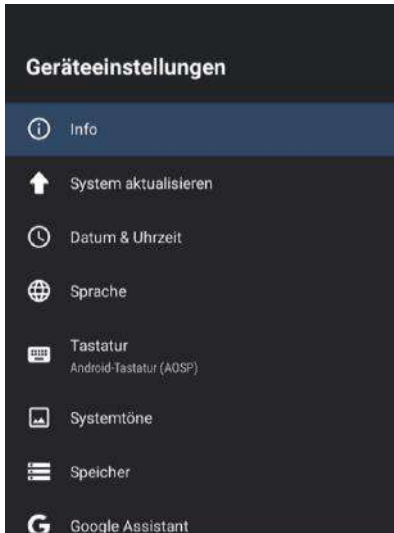 Geräteeinstellungen
Info
System aktualisieren
Datum & Uhrzeit
Sprache
Tastatur
Android-Tastatur (AOSP)
Systemtöne
Speicher
Google Assistant